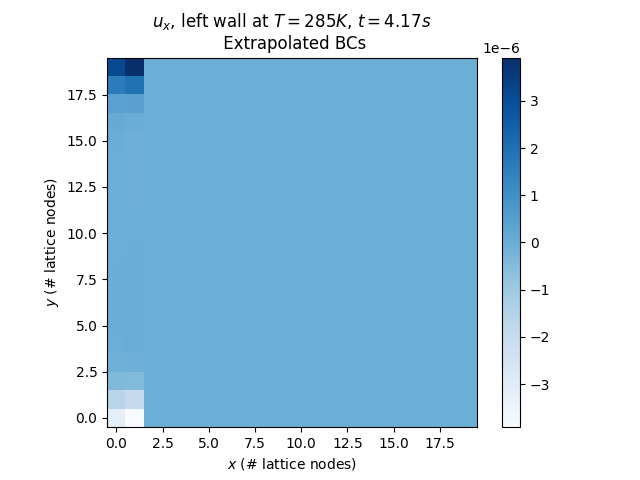 $u_x$, left wall at $T = 285K$, $t = 4.17s$
Extrapolated BCs
1e−6
17.5
15.0
12.5
10.0
7.5
5.0
2.5
0.0
y (# lattice nodes)
0.0 2.5 5.0 7.5 10.0 12.5 15.0 17.5
x (# lattice nodes)
3
2
1
0
−1
−2
−3